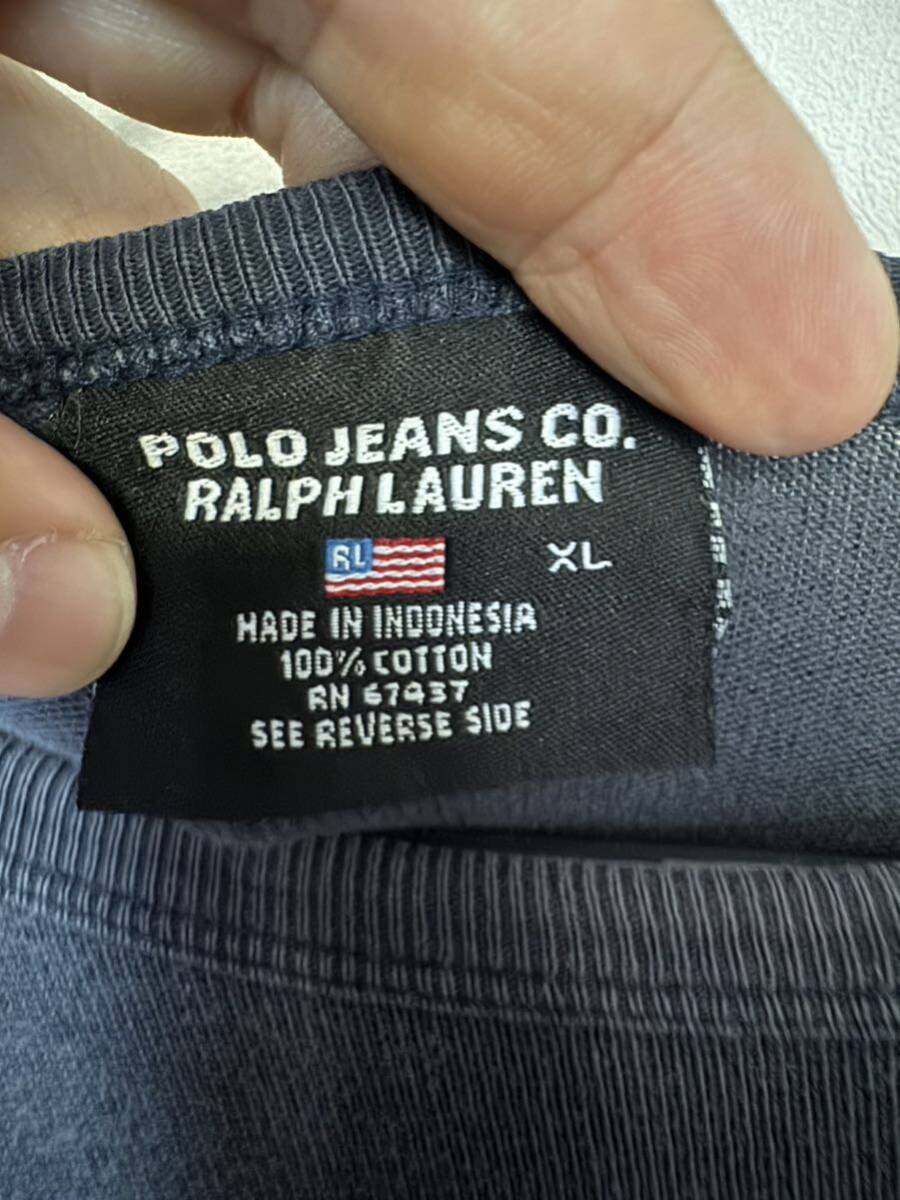 POLO JEANS CO.
RALPH LAUREN
RL
XL
MADE IN INDONESIA
100% COTTON
RN 67437
SEE REVERSE SIDE